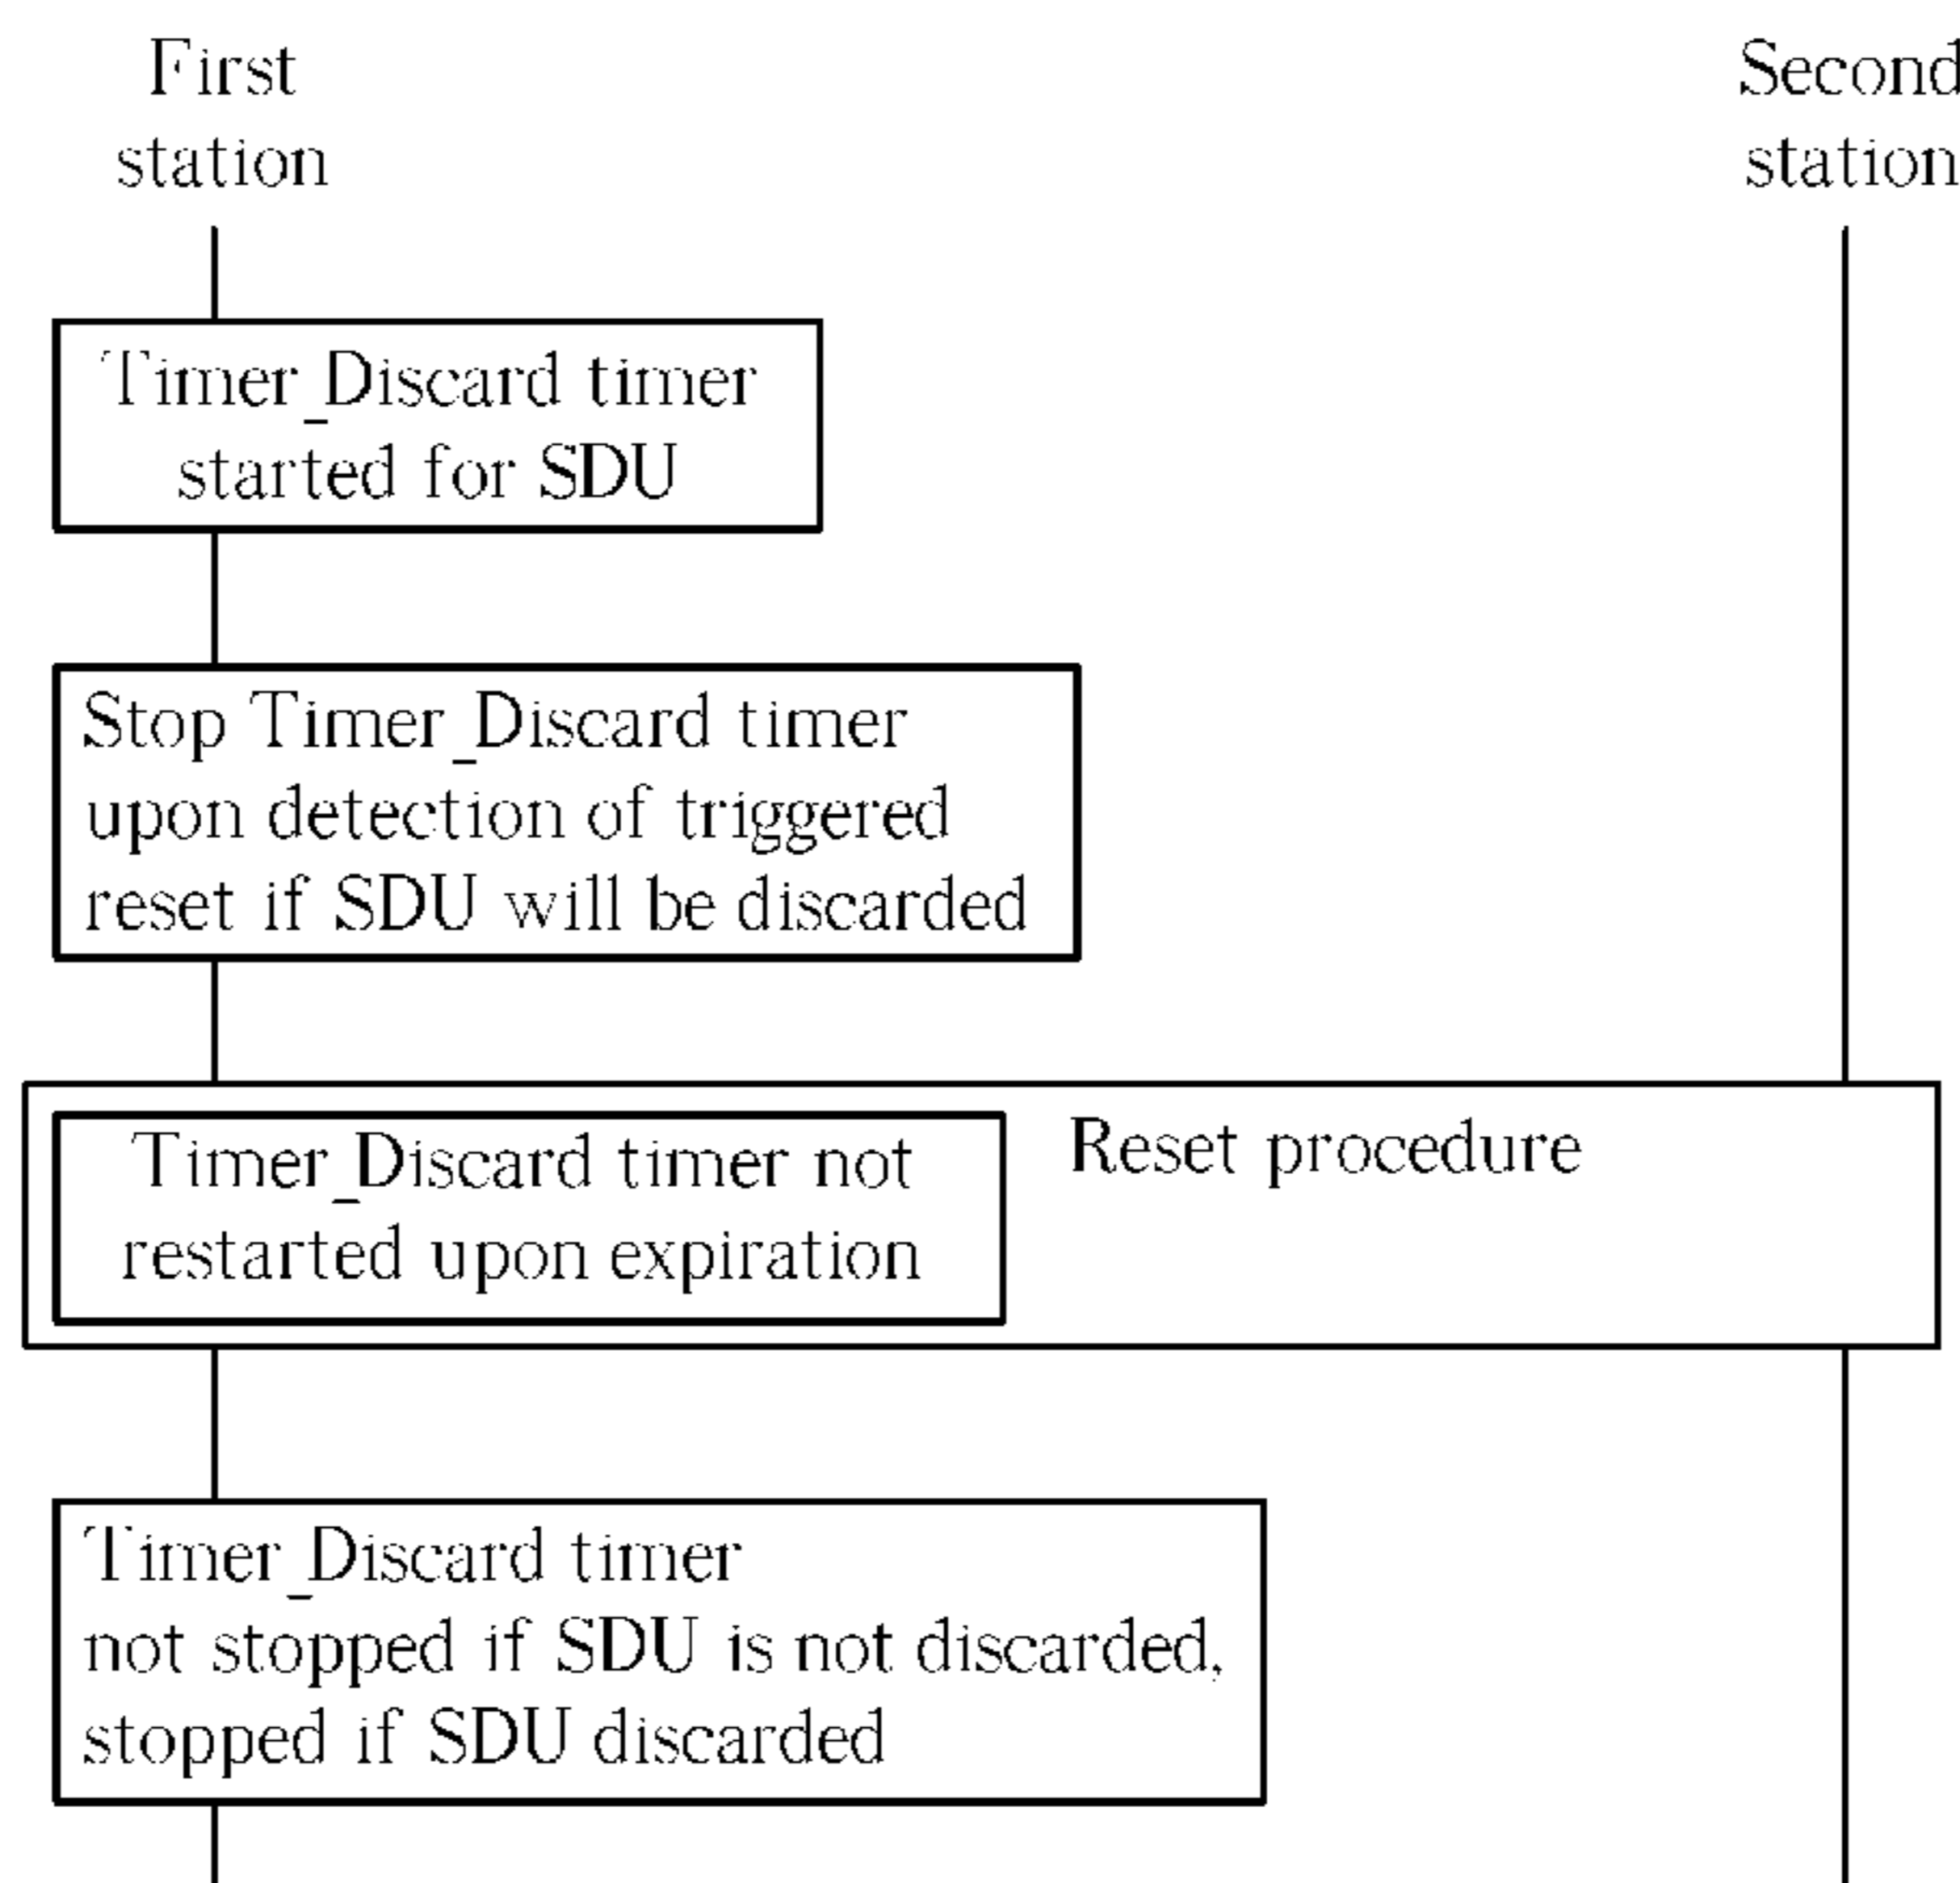 First
station
Second
station
Timer_Discard timer
started for SDU
Stop Timer_Discard timer
upon detection of triggered
reset if SDU will be discarded
Timer_Discard timer not
restarted upon expiration
Reset procedure
Timer_Discard timer
not stopped if SDU is not discarded,
stopped if SDU discarded